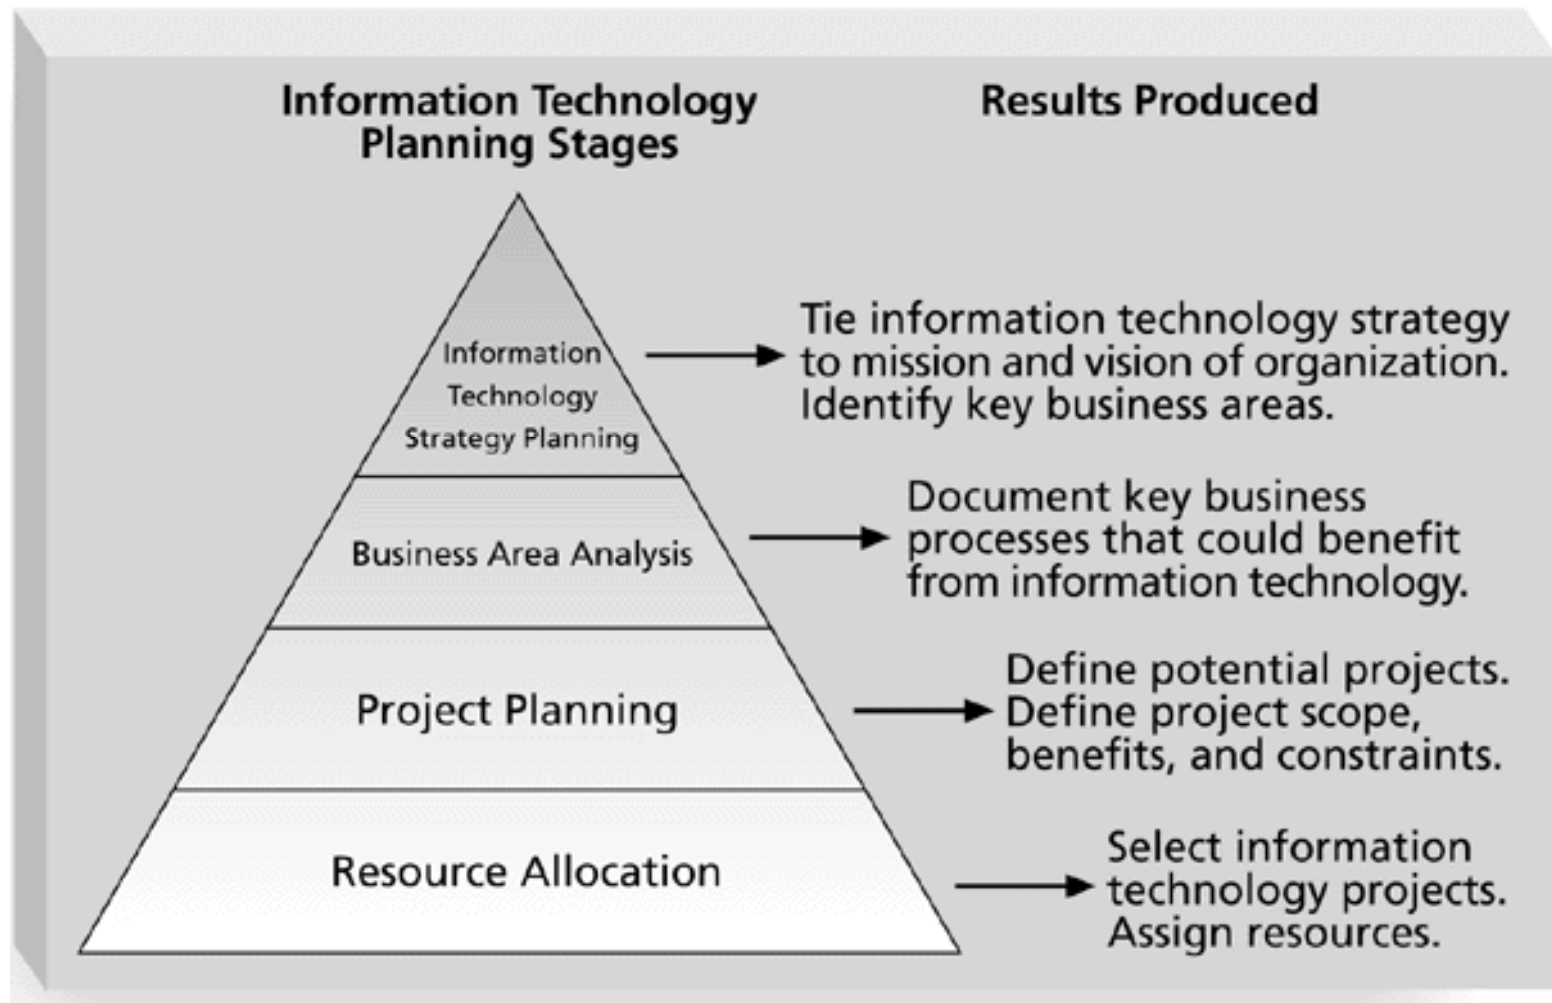 Information Technology
Planning Stages
Results Produced
Information
Technology
Strategy Planning
Tie information technology strategy
to mission and vision of organization.
Identify key business areas.
Business Area Analysis
Document key business
processes that could benefit
from information technology.
Project Planning
Define potential projects.
Define project scope,
benefits, and constraints.
Resource Allocation
Select information
technology projects.
Assign resources.